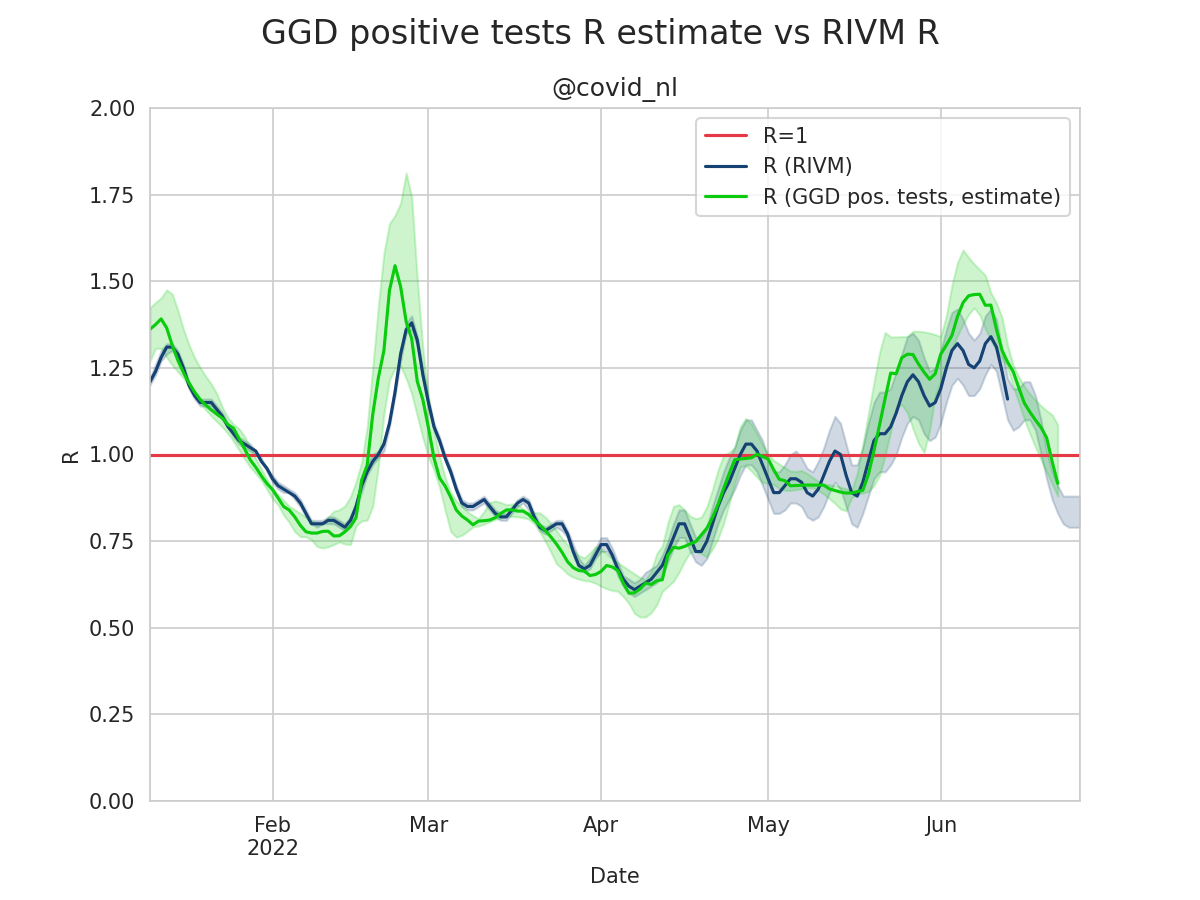 GGD positive tests R estimate vs RIVM R
@covid_nl
R=1
R (RIVM)
R (GGD pos. tests, estimate)
2.00
1.75
1.50
1.25
1.00
0.75
0.50
0.25
0.00
R
Feb
2022
Mar
Apr
May
Jun
Date